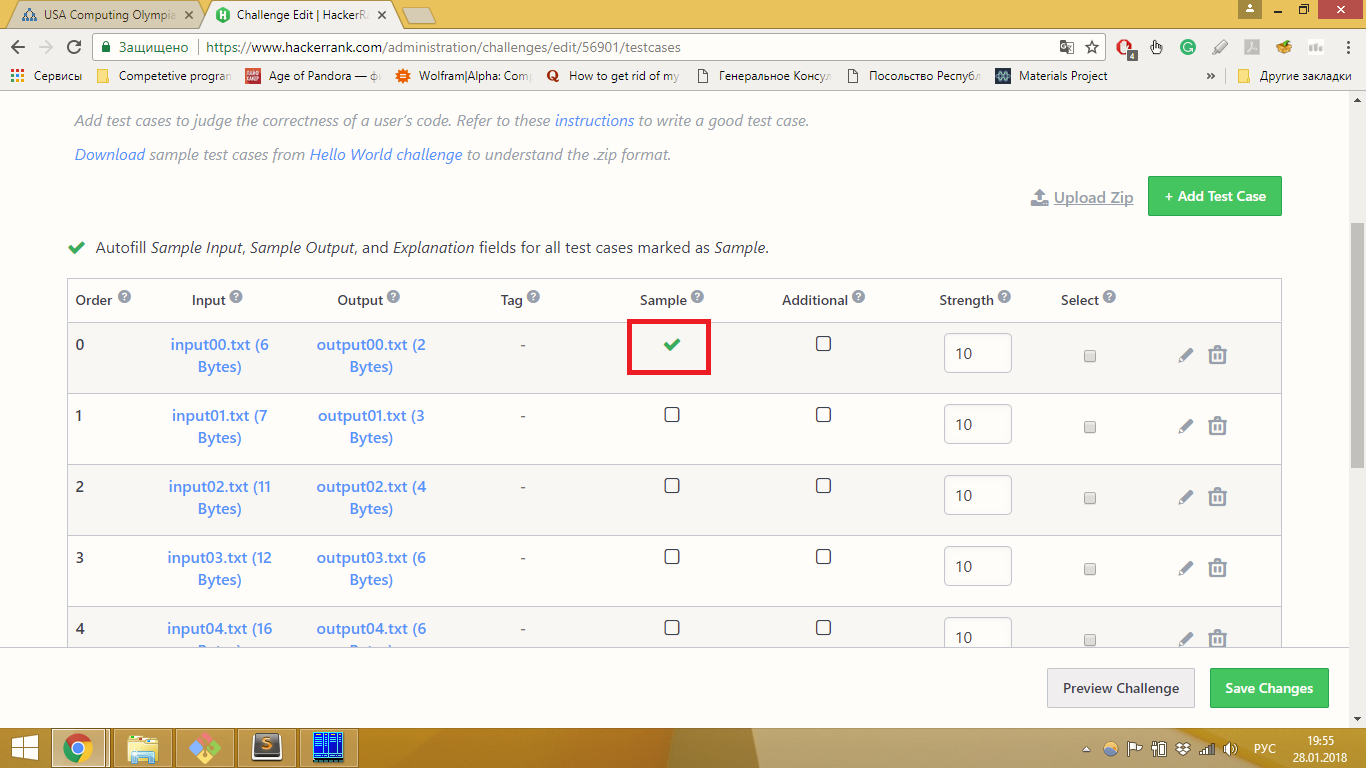 USA Computing Olympia
Challenge Edit | HackerRa
Защищено
https://www.hackerrank.com/administration/challenges/edit/56901/testcases
4
Сервисы
Competetive program
Age of Pandora — ф
Wolfram|Alpha: Com
How to get rid of my
Генеральное Консу
Посольство Респуб
Materials Project
»
Другие закладки
Add test cases to judge the correctness of a user's code. Refer to these instructions to write a good test case.
Download sample test cases from Hello World challenge to understand the .zip format.
Upload Zip
+ Add Test Case
Autofill Sample Input, Sample Output, and Explanation fields for all test cases marked as Sample.
Order ? Input ? Output ? Tag ? Sample ? Additional ? Strength ? Select ?
0 input00.txt (6 output00.txt (2 - 10
Bytes) Bytes)
1 input01.txt (7 output01.txt (3 - 10
Bytes) Bytes)
2 input02.txt (11 output02.txt (4 - 10
Bytes) Bytes)
3 input03.txt (12 output03.txt (6 - 10
Bytes) Bytes)
4 input04.txt (16 output04.txt (6 - 10
Preview Challenge
Save Changes
РУС
19:55
28.01.2018